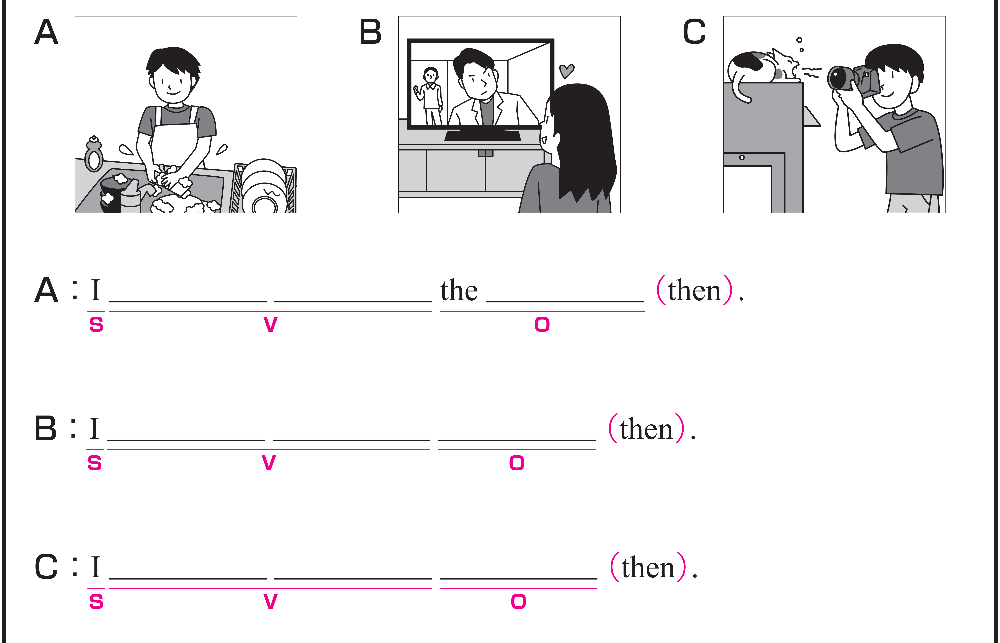 A B C
A : I the (then).
S V O
B : I (then).
S V O
C : I (then).
S V O